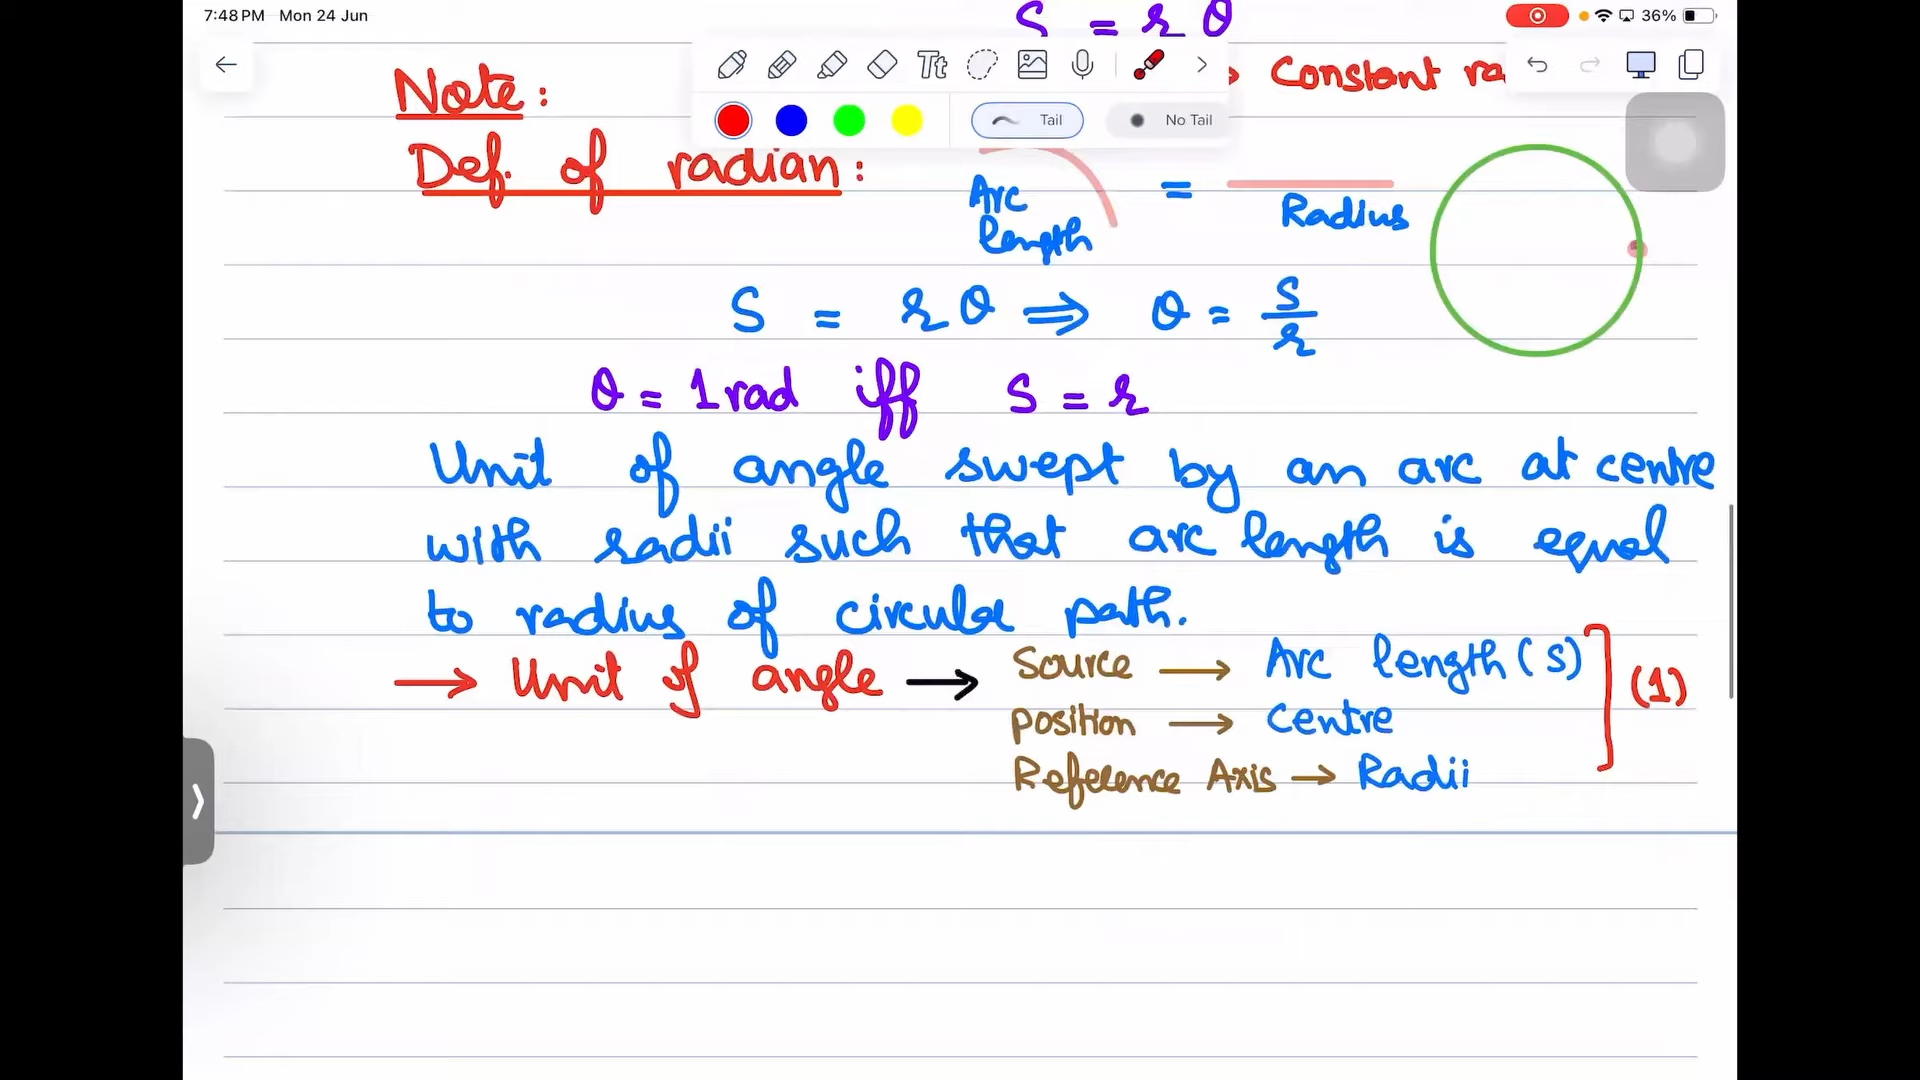 7:48 PM Mon 24 Jun
36%
S = r θ
Note:
Tt
Constant
Tail
No Tail
Def. of radian:
Arc length = Radius
S = r θ ⇒ θ = S/r
θ = 1 rad iff S = r
Unit of angle swept by an arc at centre
with radii such that arc length is equal
to radius of circular path.
→ Unit of angle → Source → Arc length (S)
Position → Centre
Reference Axis → Radii
(1)